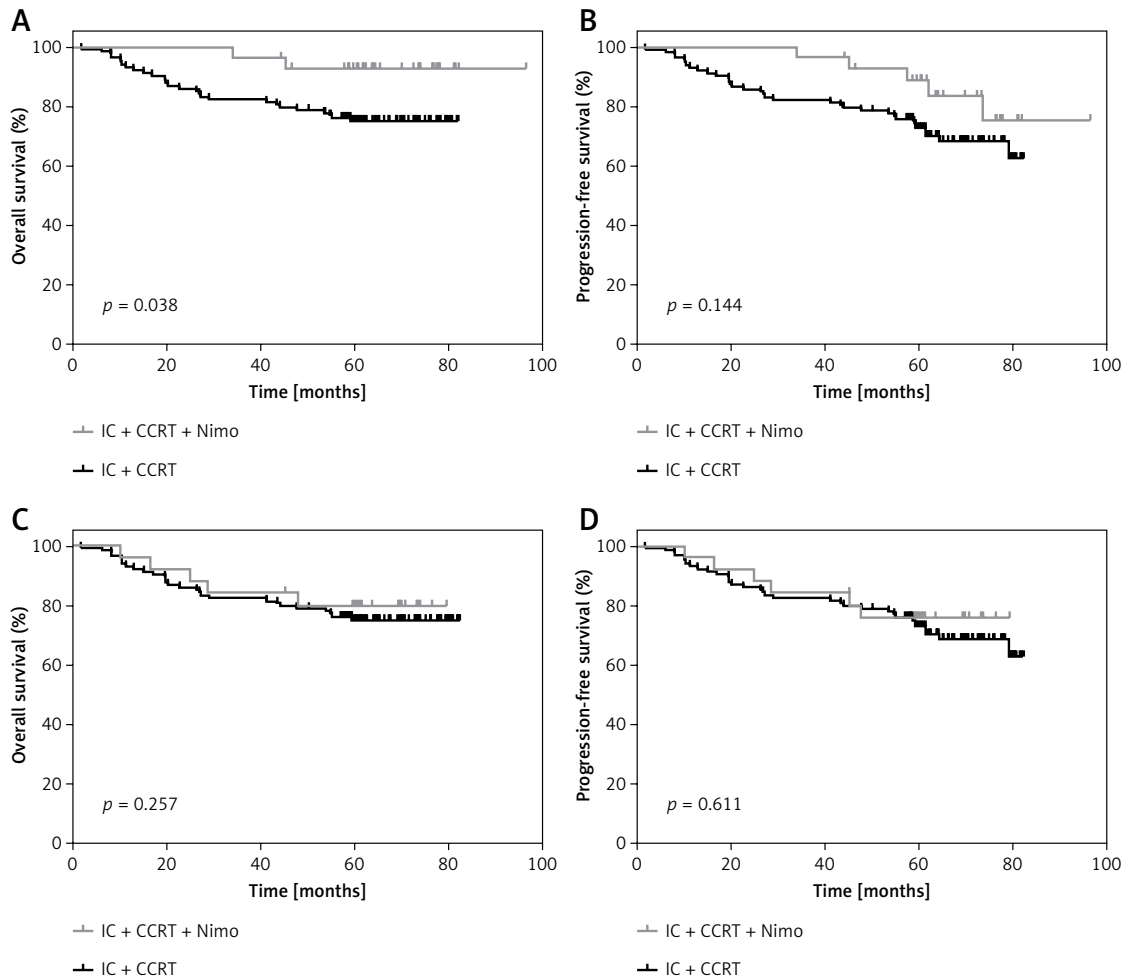 A
Overall survival (%)
100
80
60
40
20
0
p = 0.038
0 20 40 60 80 100
Time [months]
IC + CCRT + Nimo
IC + CCRT
B
Progression-free survival (%)
100
80
60
40
20
0
p = 0.144
0 20 40 60 80 100
Time [months]
IC + CCRT + Nimo
IC + CCRT
C
Overall survival (%)
100
80
60
40
20
0
p = 0.257
0 20 40 60 80 100
Time [months]
IC + CCRT + Nimo
IC + CCRT
D
Progression-free survival (%)
100
80
60
40
20
0
p = 0.611
0 20 40 60 80 100
Time [months]
IC + CCRT + Nimo
IC + CCRT